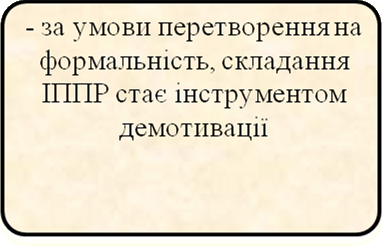 - за умови перетворення на
формальність, складання
ІППР стає інструментом
демотивації